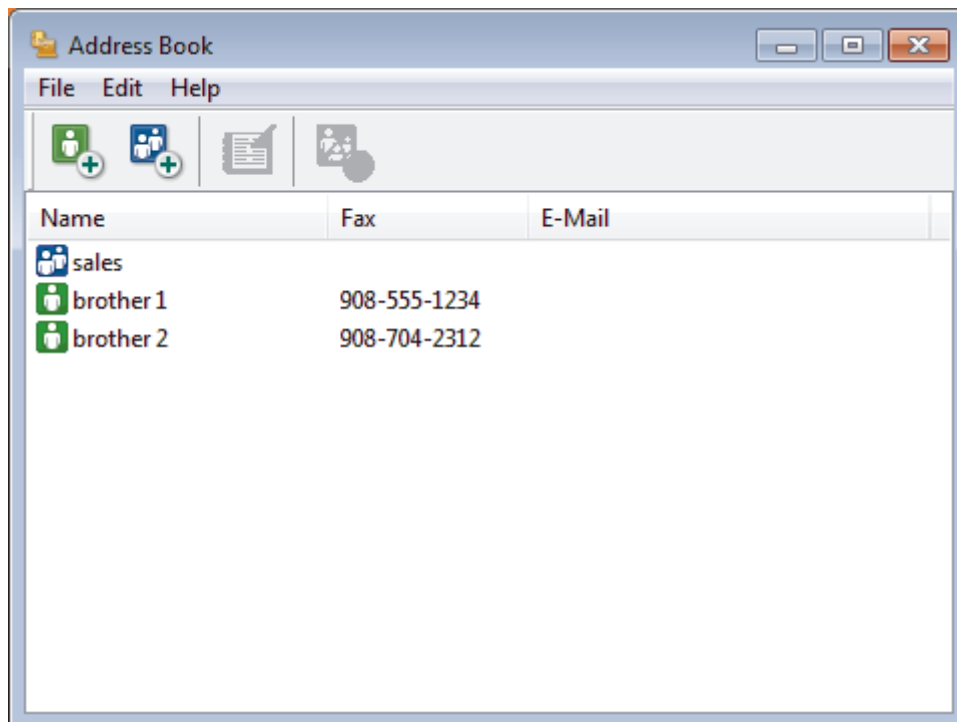 Address Book
File Edit Help
Name Fax E-Mail
sales
brother 1 908-555-1234
brother 2 908-704-2312